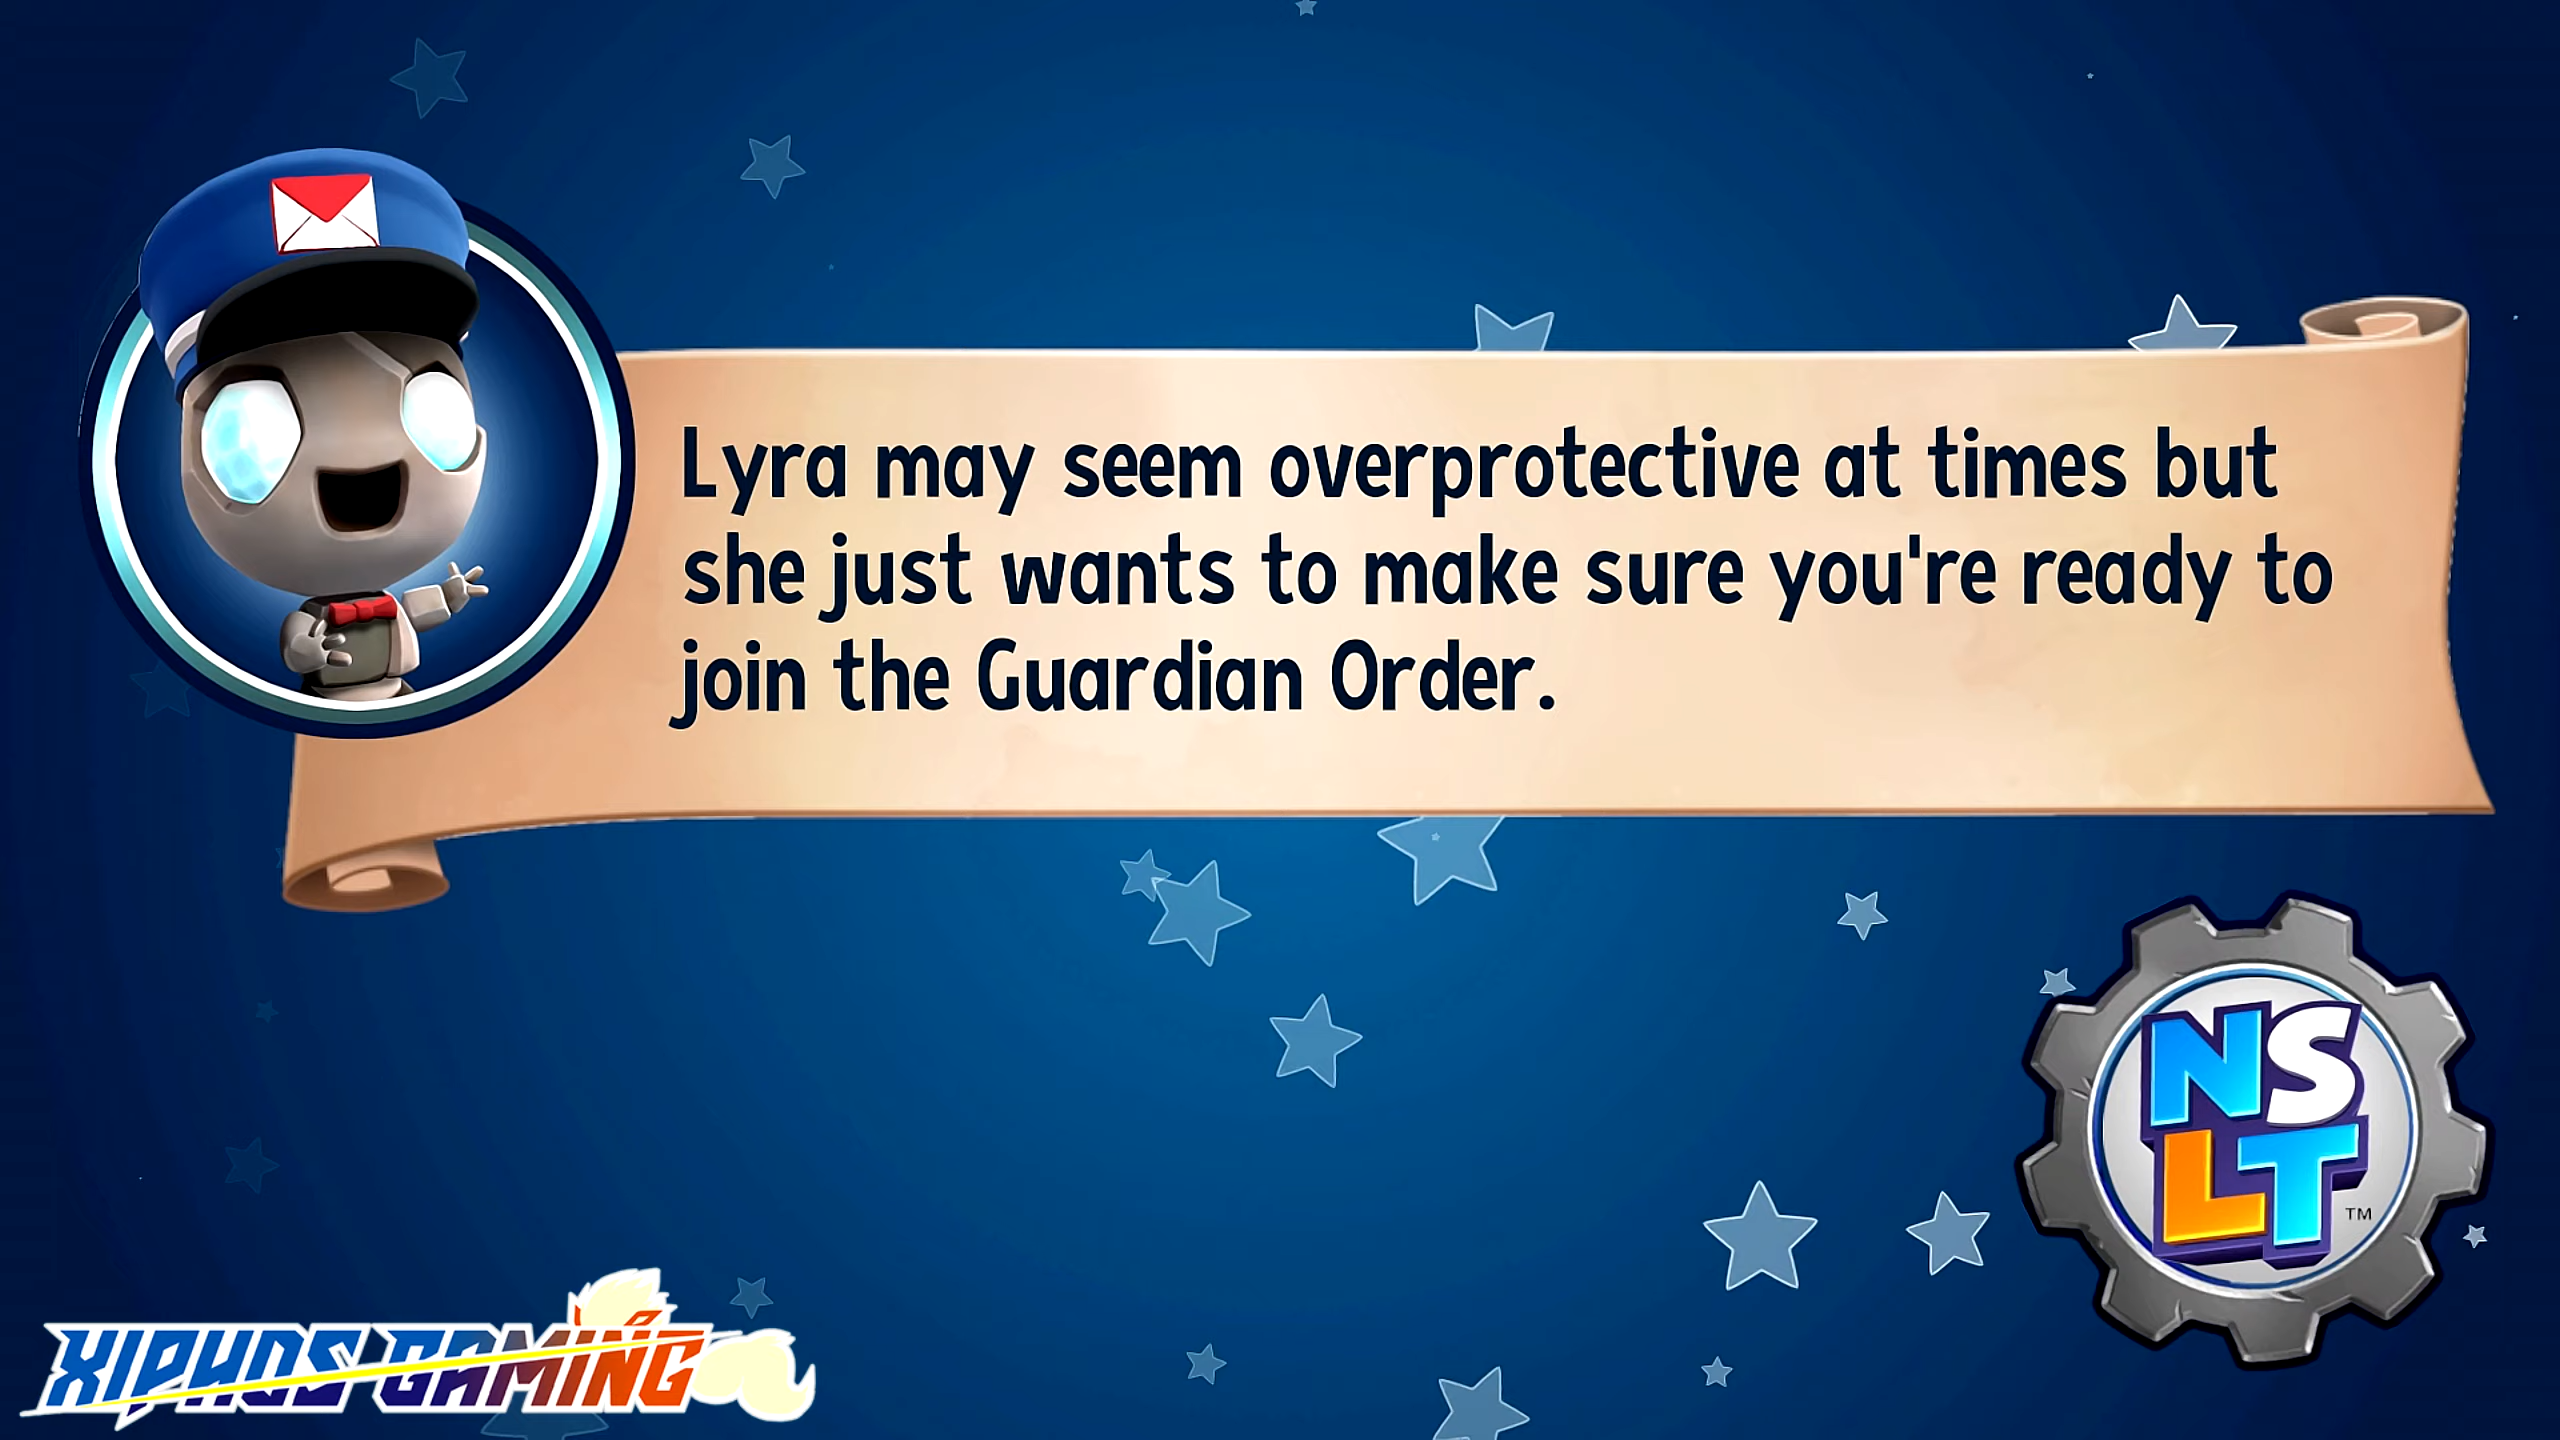 Lyra may seem overprotective at times but
she just wants to make sure you're ready to
join the Guardian Order.
NS
LT
TM
XIPHOS GAMING